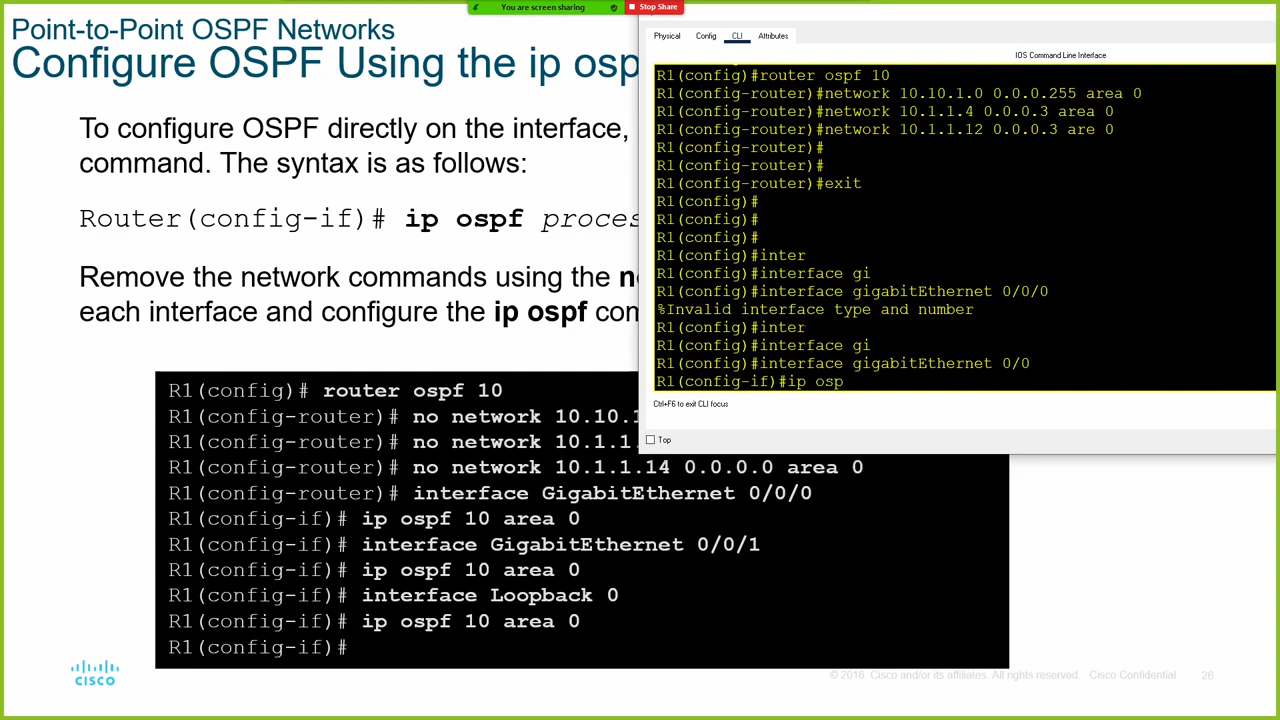 You are screen sharing
Stop Share
Point-to-Point OSPF Networks
Configure OSPF Using the ip osp
To configure OSPF directly on the interface,
command. The syntax is as follows:
Router(config-if)# ip ospf proces
Remove the network commands using the n
each interface and configure the ip ospf com
R1(config)# router ospf 10
R1(config-router)# no network 10.10.1
R1(config-router)# no network 10.1.1.
R1(config-router)# no network 10.1.1.14 0.0.0.0 area 0
R1(config-router)# interface GigabitEthernet 0/0/0
R1(config-if)# ip ospf 10 area 0
R1(config-if)# interface GigabitEthernet 0/0/1
R1(config-if)# ip ospf 10 area 0
R1(config-if)# interface Loopback 0
R1(config-if)# ip ospf 10 area 0
R1(config-if)#
Physical Config CLI Attributes
IOS Command Line Interface
R1(config)#router ospf 10
R1(config-router)#network 10.10.1.0 0.0.0.255 area 0
R1(config-router)#network 10.1.1.4 0.0.0.3 area 0
R1(config-router)#network 10.1.1.12 0.0.0.3 are 0
R1(config-router)#
R1(config-router)#
R1(config-router)#exit
R1(config)#
R1(config)#
R1(config)#
R1(config)#inter
R1(config)#interface gi
R1(config)#interface gigabitEthernet 0/0/0
%Invalid interface type and number
R1(config)#inter
R1(config)#interface gi
R1(config)#interface gigabitEthernet 0/0
R1(config-if)#ip osp
Ctrl+F6 to exit CLI focus
Top
CISCO
© 2016 Cisco and/or its affiliates. All rights reserved. Cisco Confidential
26